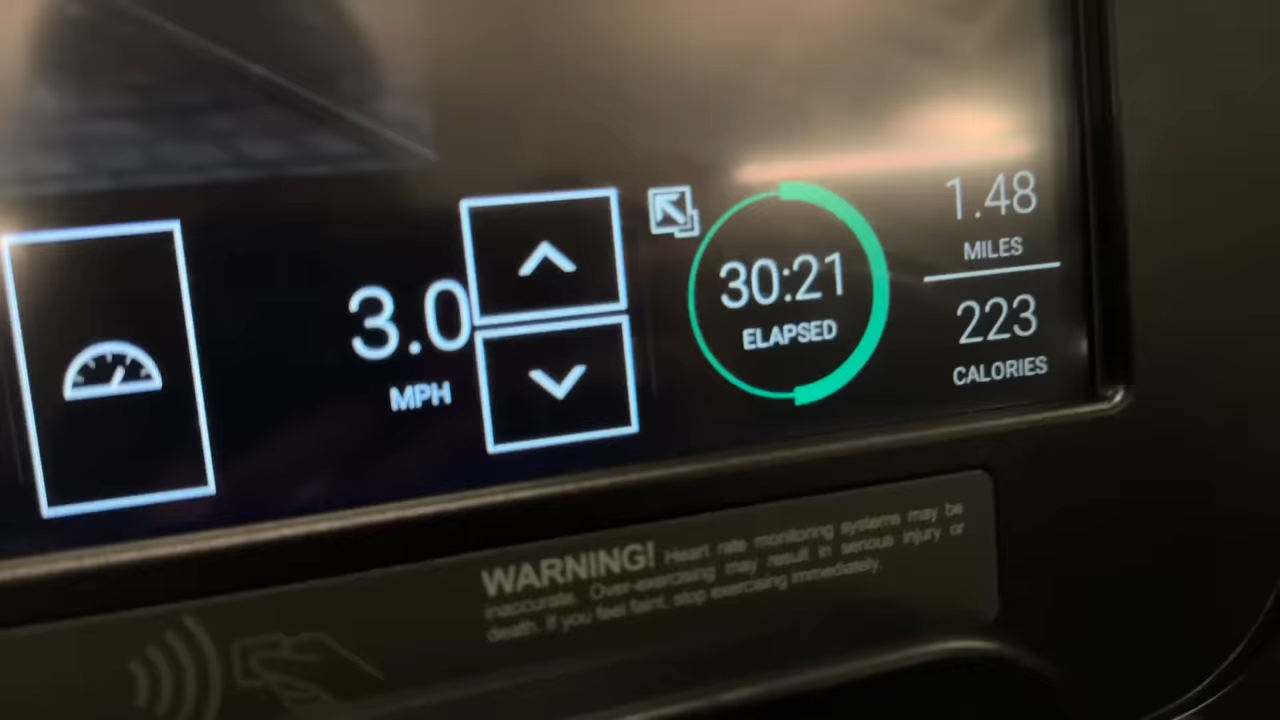 3.0
MPH
30:21
ELAPSED
1.48
MILES
223
CALORIES
WARNING! Heart rate monitoring systems may be
inaccurate. Over-exercising may result in serious injury or
death. If you feel faint, stop exercising immediately.